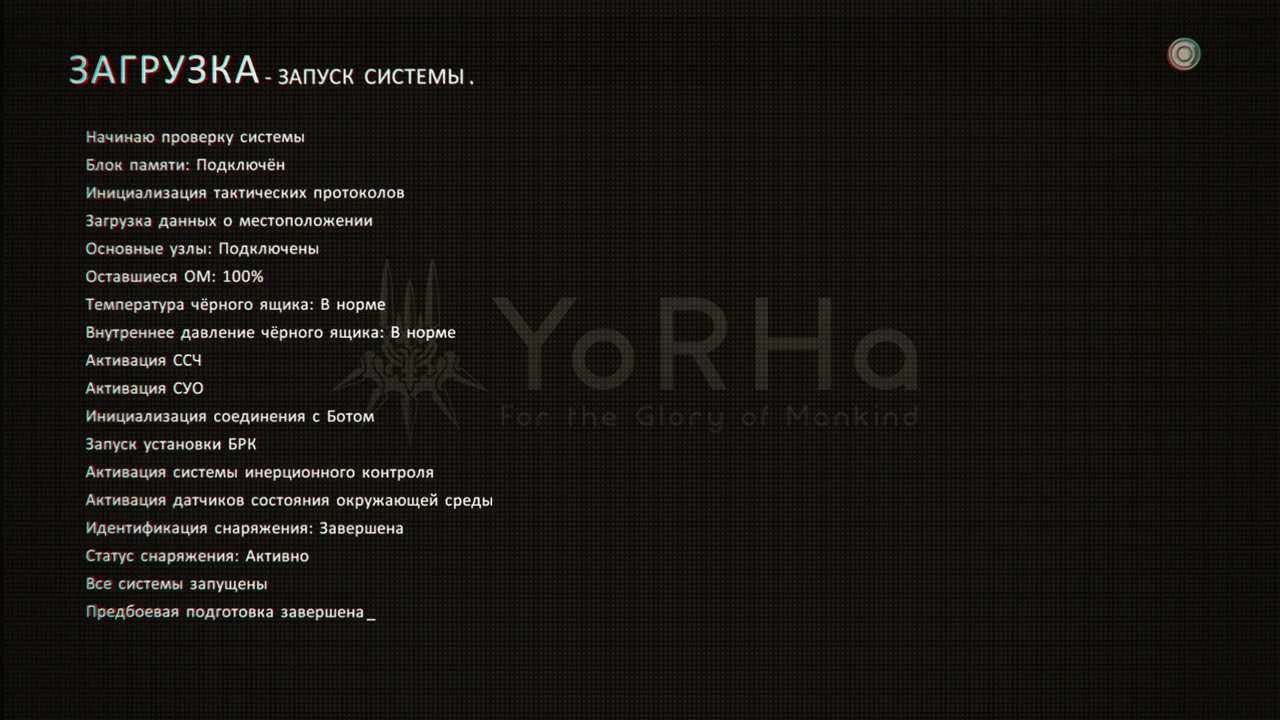 ЗАГРУЗКА - ЗАПУСК СИСТЕМЫ.
Начинаю проверку системы
Блок памяти: Подключён
Инициализация тактических протоколов
Загрузка данных о местоположении
Основные узлы: Подключены
Оставшиеся ОМ: 100%
Температура чёрного ящика: В норме
Внутреннее давление чёрного ящика: В норме
Активация ССЧ
Активация СУО
Инициализация соединения с Ботом
Запуск установки БРК
Активация системы инерционного контроля
Активация датчиков состояния окружающей среды
Идентификация снаряжения: Завершена
Статус снаряжения: Активно
Все системы запущены
Предбоевая подготовка завершена_
YoRHa
For the Glory of Mankind